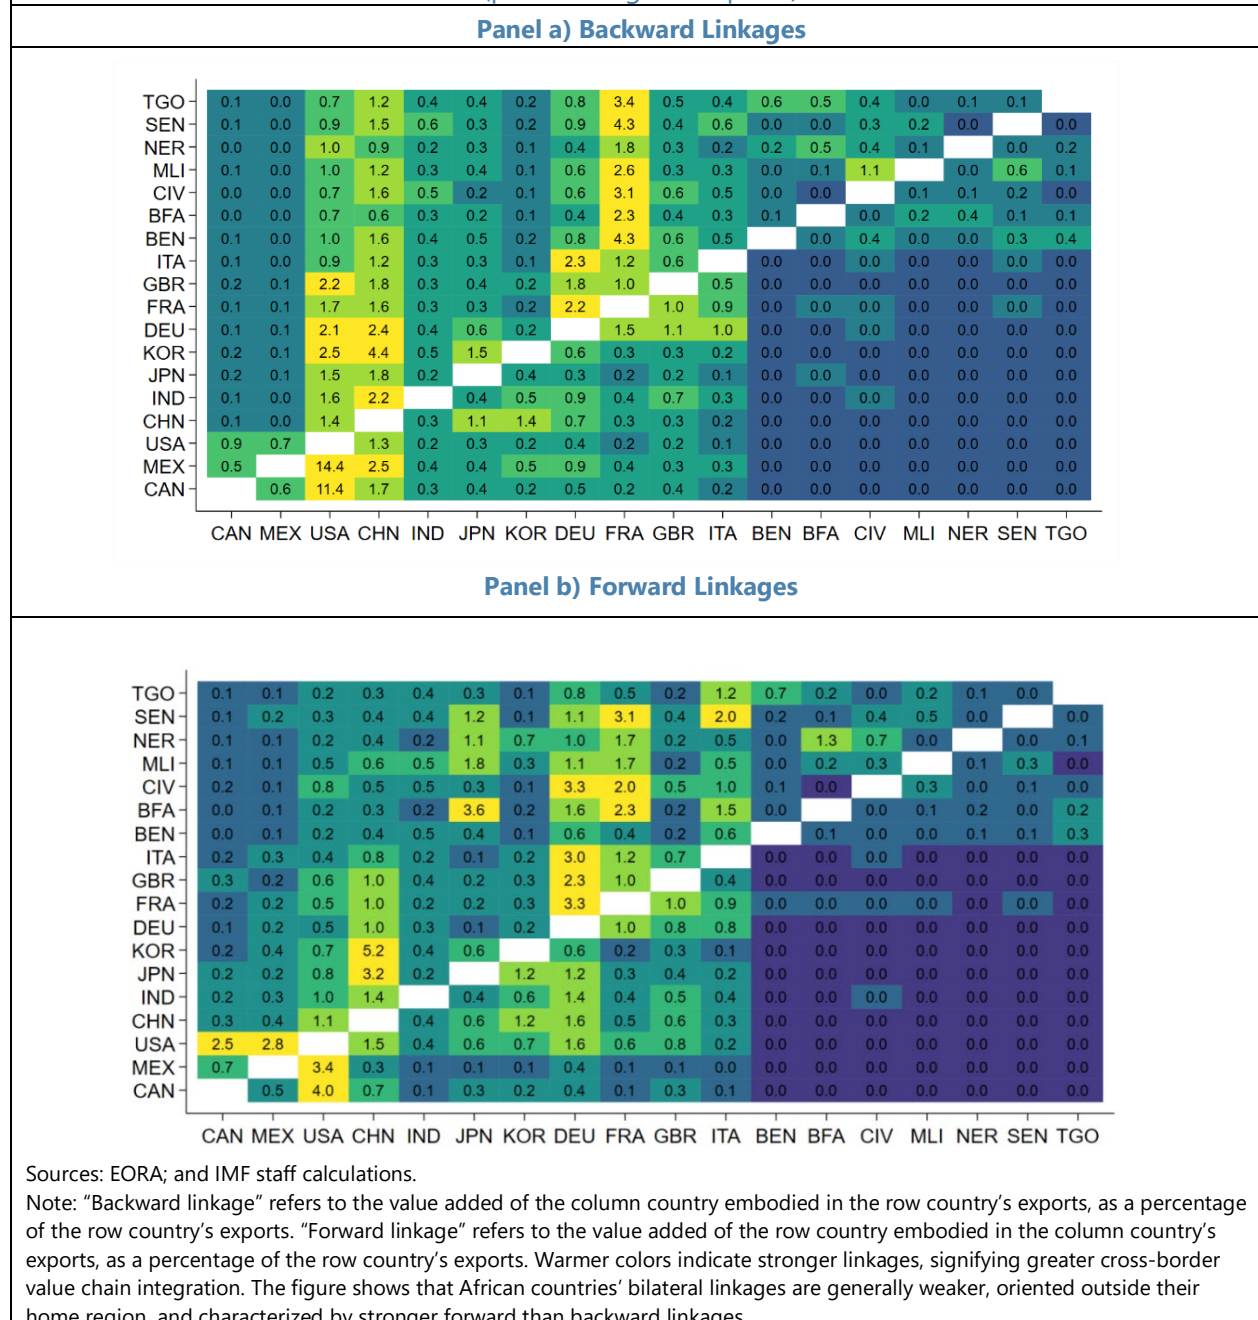 Panel a) Backward Linkages
TGO 0.1 0.0 0.7 1.2 0.4 0.4 0.2 0.8 3.4 0.5 0.4 0.6 0.5 0.4 0.0 0.1 0.1
SEN 0.1 0.0 0.9 1.5 0.6 0.3 0.2 0.9 4.3 0.4 0.6 0.0 0.0 0.3 0.2 0.0 0.0
NER 0.0 0.0 1.0 0.9 0.2 0.3 0.1 0.4 1.8 0.3 0.2 0.2 0.5 0.4 0.1 0.0 0.2
MLI 0.1 0.0 1.0 1.2 0.3 0.4 0.1 0.6 2.6 0.3 0.3 0.0 0.1 1.1 0.0 0.6 0.1
CIV 0.0 0.0 0.7 1.6 0.5 0.2 0.1 0.6 3.1 0.6 0.5 0.0 0.0 0.1 0.1 0.2 0.0
BFA 0.0 0.0 0.7 0.6 0.3 0.2 0.1 0.4 2.3 0.4 0.3 0.1 0.0 0.2 0.4 0.1 0.1
BEN 0.1 0.0 1.0 1.6 0.4 0.5 0.2 0.8 4.3 0.6 0.5 0.0 0.4 0.0 0.0 0.3 0.4
ITA 0.1 0.0 0.9 1.2 0.3 0.3 0.1 2.3 1.2 0.6 0.0 0.0 0.0 0.0 0.0 0.0 0.0
GBR 0.2 0.1 2.2 1.8 0.3 0.4 0.2 1.8 1.0 0.5 0.0 0.0 0.0 0.0 0.0 0.0 0.0
FRA 0.1 0.1 1.7 1.6 0.3 0.3 0.2 2.2 1.0 0.9 0.0 0.0 0.0 0.0 0.0 0.0 0.0
DEU 0.1 0.1 2.1 2.4 0.4 0.6 0.2 1.5 1.1 1.0 0.0 0.0 0.0 0.0 0.0 0.0 0.0
KOR 0.2 0.1 2.5 4.4 0.5 1.5 0.6 0.3 0.3 0.2 0.0 0.0 0.0 0.0 0.0 0.0 0.0
JPN 0.2 0.1 1.5 1.8 0.2 0.4 0.3 0.2 0.2 0.1 0.0 0.0 0.0 0.0 0.0 0.0 0.0
IND 0.1 0.0 1.6 2.2 0.4 0.5 0.9 0.4 0.7 0.3 0.0 0.0 0.0 0.0 0.0 0.0 0.0
CHN 0.1 0.0 1.4 0.3 1.1 1.4 0.7 0.3 0.3 0.2 0.0 0.0 0.0 0.0 0.0 0.0 0.0
USA 0.9 0.7 1.3 0.2 0.3 0.2 0.4 0.2 0.2 0.1 0.0 0.0 0.0 0.0 0.0 0.0 0.0
MEX 0.5 14.4 2.5 0.4 0.4 0.5 0.9 0.4 0.3 0.3 0.0 0.0 0.0 0.0 0.0 0.0 0.0
CAN 0.6 11.4 1.7 0.3 0.4 0.2 0.5 0.2 0.4 0.2 0.0 0.0 0.0 0.0 0.0 0.0 0.0
CAN MEX USA CHN IND JPN KOR DEU FRA GBR ITA BEN BFA CIV MLI NER SEN TGO
Panel b) Forward Linkages
TGO 0.1 0.1 0.2 0.3 0.4 0.3 0.1 0.8 0.5 0.2 1.2 0.7 0.2 0.0 0.2 0.1 0.0
SEN 0.1 0.2 0.3 0.4 0.4 1.2 0.1 1.1 3.1 0.4 2.0 0.2 0.1 0.4 0.5 0.0 0.0
NER 0.1 0.1 0.2 0.4 0.2 1.1 0.7 1.0 1.7 0.2 0.5 0.0 1.3 0.7 0.0 0.0 0.1
MLI 0.1 0.1 0.5 0.6 0.5 1.8 0.3 1.1 1.7 0.2 0.5 0.0 0.2 0.3 0.1 0.3 0.0
CIV 0.2 0.1 0.8 0.5 0.5 0.3 0.1 3.3 2.0 0.5 1.0 0.1 0.0 0.3 0.0 0.1 0.0
BFA 0.0 0.1 0.2 0.3 0.2 3.6 0.2 1.6 2.3 0.2 1.5 0.0 0.0 0.1 0.2 0.0 0.2
BEN 0.0 0.1 0.2 0.4 0.5 0.4 0.1 0.6 0.4 0.2 0.6 0.1 0.0 0.0 0.1 0.1 0.3
ITA 0.2 0.3 0.4 0.8 0.2 0.1 0.2 3.0 1.2 0.7 0.0 0.0 0.0 0.0 0.0 0.0 0.0
GBR 0.3 0.2 0.6 1.0 0.4 0.2 0.3 2.3 1.0 0.4 0.0 0.0 0.0 0.0 0.0 0.0 0.0
FRA 0.2 0.2 0.5 1.0 0.2 0.2 0.3 3.3 1.0 0.9 0.0 0.0 0.0 0.0 0.0 0.0 0.0
DEU 0.1 0.2 0.5 1.0 0.3 0.1 0.2 1.0 0.8 0.8 0.0 0.0 0.0 0.0 0.0 0.0 0.0
KOR 0.2 0.4 0.7 5.2 0.4 0.6 0.6 0.2 0.3 0.1 0.0 0.0 0.0 0.0 0.0 0.0 0.0
JPN 0.2 0.2 0.8 3.2 0.2 1.2 1.2 0.3 0.4 0.2 0.0 0.0 0.0 0.0 0.0 0.0 0.0
IND 0.2 0.3 1.0 1.4 0.4 0.6 1.4 0.4 0.5 0.4 0.0 0.0 0.0 0.0 0.0 0.0 0.0
CHN 0.3 0.4 1.1 0.4 0.6 1.2 1.6 0.5 0.6 0.3 0.0 0.0 0.0 0.0 0.0 0.0 0.0
USA 2.5 2.8 1.5 0.4 0.6 0.7 1.6 0.6 0.8 0.2 0.0 0.0 0.0 0.0 0.0 0.0 0.0
MEX 0.7 3.4 0.3 0.1 0.1 0.1 0.4 0.1 0.1 0.0 0.0 0.0 0.0 0.0 0.0 0.0 0.0
CAN 0.5 4.0 0.7 0.1 0.3 0.2 0.4 0.1 0.3 0.1 0.0 0.0 0.0 0.0 0.0 0.0 0.0
CAN MEX USA CHN IND JPN KOR DEU FRA GBR ITA BEN BFA CIV MLI NER SEN TGO
Sources: EORA; and IMF staff calculations.
Note: “Backward linkage” refers to the value added of the column country embodied in the row country’s exports, as a percentage
of the row country’s exports. “Forward linkage” refers to the value added of the row country embodied in the column country’s
exports, as a percentage of the row country’s exports. Warmer colors indicate stronger linkages, signifying greater cross-border
value chain integration. The figure shows that African countries’ bilateral linkages are generally weaker, oriented outside their
home region, and characterized by stronger forward than backward linkages